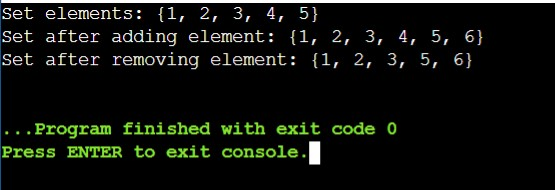 Set elements: {1, 2, 3, 4, 5}
Set after adding element: {1, 2, 3, 4, 5, 6}
Set after removing element: {1, 2, 3, 5, 6}
...Program finished with exit code 0
Press ENTER to exit console.